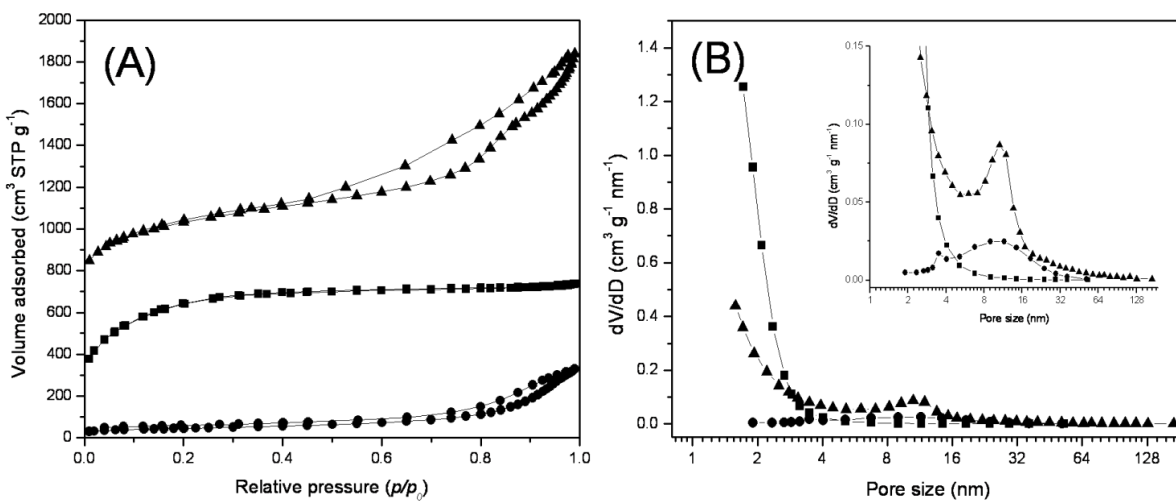 (A)
Volume adsorbed (cm³ STP g⁻¹)
2000
1800
1600
1400
1200
1000
800
600
400
200
0
0.0 0.2 0.4 0.6 0.8 1.0
Relative pressure (p/p₀)
(B)
dV/dD (cm³ g⁻¹ nm⁻¹)
1.4
1.2
1.0
0.8
0.6
0.4
0.2
0.0
1 2 4 8 16 32 64 128
Pore size (nm)
dV/dD (cm³ g⁻¹ nm⁻¹)
0.15
0.10
0.05
0.00
1 2 4 8 16 32 64 128
Pore size (nm)